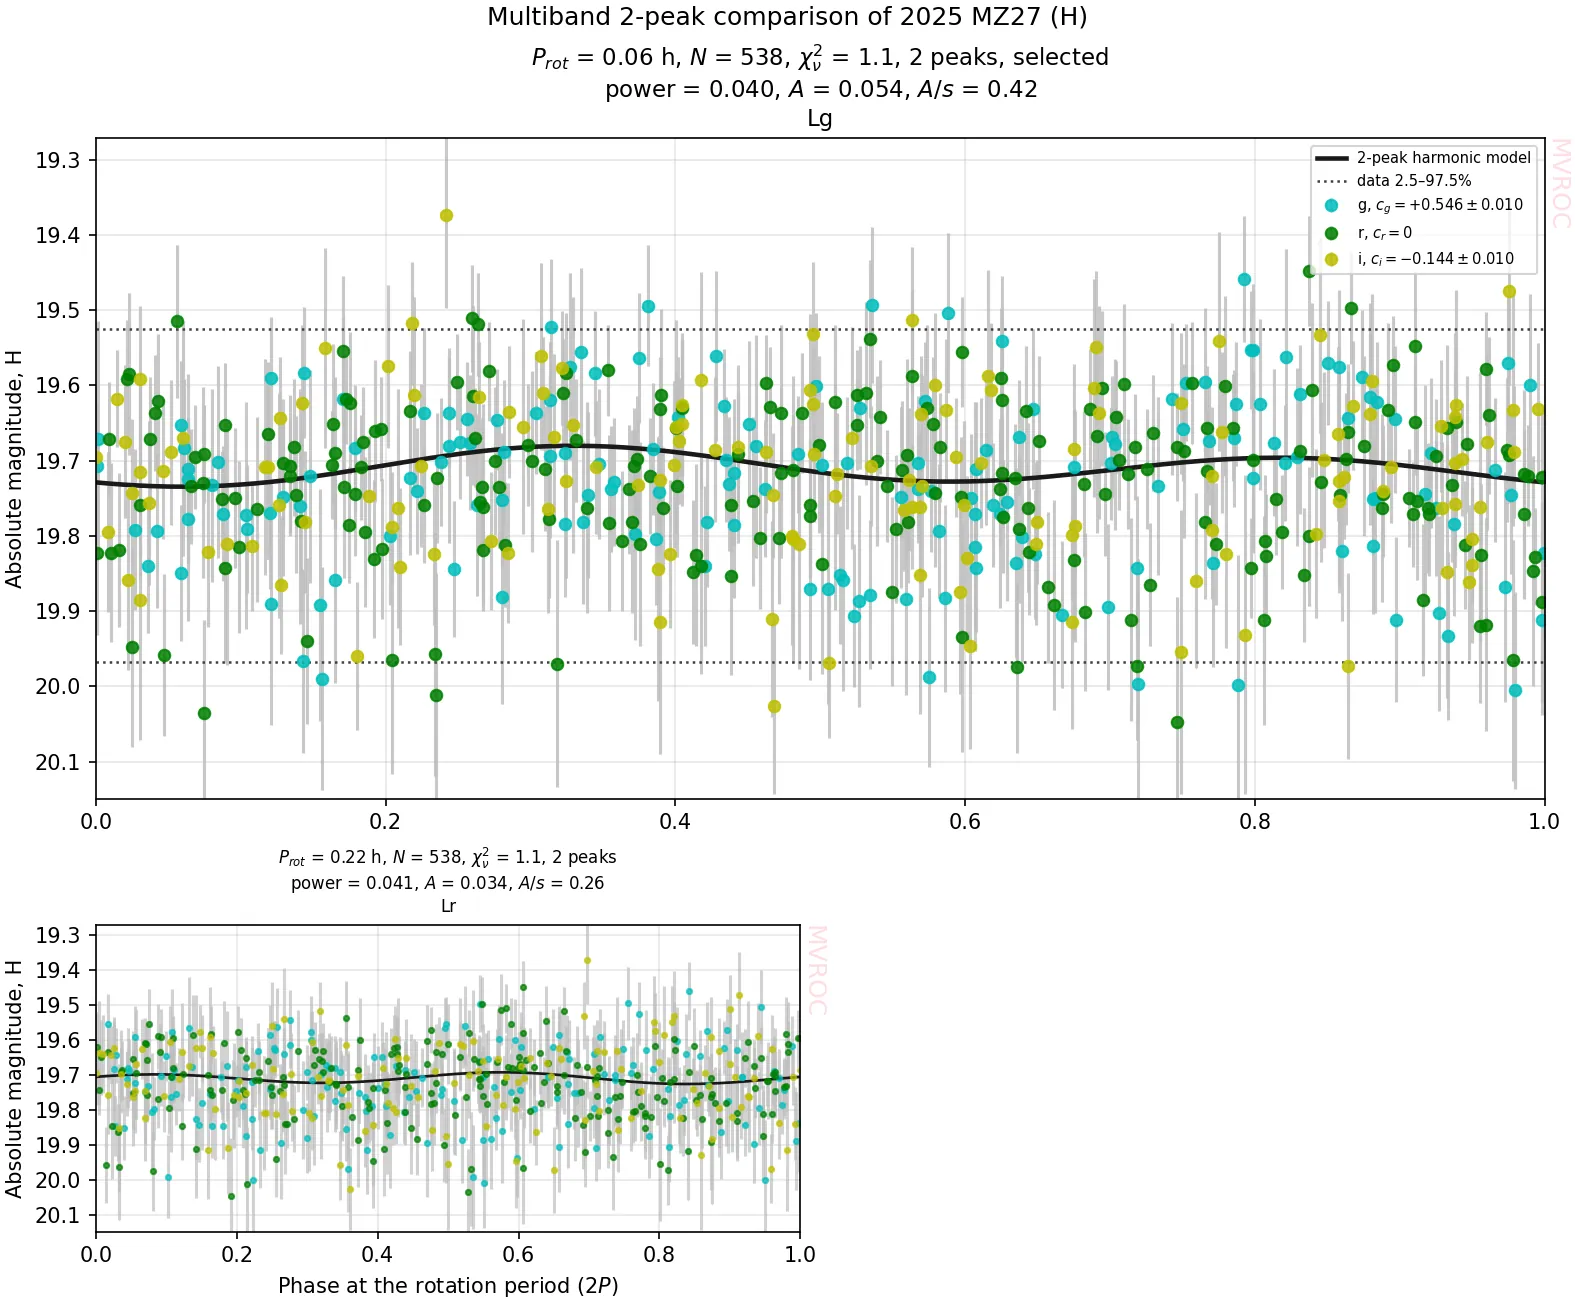 Multiband 2-peak comparison of 2025 MZ27 (H)
P_rot = 0.06 h, N = 538, χ²_ν = 1.1, 2 peaks, selected
power = 0.040, A = 0.054, A/s = 0.42
Lg
19.3
19.4
19.5
19.6
19.7
19.8
19.9
20.0
20.1
Absolute magnitude, H
2-peak harmonic model
data 2.5–97.5%
g, c_g = +0.546 ± 0.010
r, c_r = 0
i, c_i = −0.144 ± 0.010
MVROC
0.0 0.2 0.4 0.6 0.8 1.0
P_rot = 0.22 h, N = 538, χ²_ν = 1.1, 2 peaks
power = 0.041, A = 0.034, A/s = 0.26
Lr
19.3
19.4
19.5
19.6
19.7
19.8
19.9
20.0
20.1
Absolute magnitude, H
MVROC
0.0 0.2 0.4 0.6 0.8 1.0
Phase at the rotation period (2P)